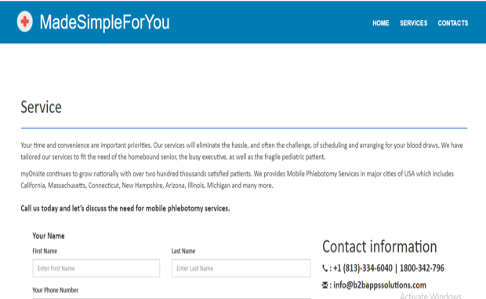 MadeSimpleForYou
HOME SERVICES CONTACTS
Service
Your time and convenience are important priorities. Our services will eliminate the hassle, and often the challenge, of scheduling and arranging for your blood draws. We have
tailored our services to fit the need of the homebound senior, the busy executive, as well as the fragile pediatric patient.
myOnsite continues to grow nationally with over two hundred thousands satisfied patients. We provides Mobile Phlebotomy Services in major cities of USA which includes
California, Massachusetts, Connecticut, New Hampshire, Arizona, Illinois, Michigan and many more.
Call us today and let's discuss the need for mobile phlebotomy services.
Your Name
First Name Last Name
Enter First Name Enter Last Name
Your Phone Number
Contact information
: +1 (813)-334-6040 | 1800-342-796
: info@b2bappssolutions.com
Activate Windows